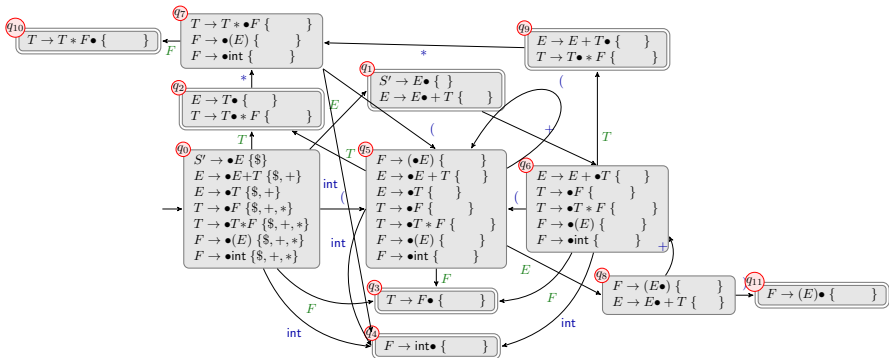 q10
T → T * F• { }
F
q7
T → T * •F { }
F → •(E) { }
F → •int { }
*
q9
E → E + T• { }
T → T• * F { }
*
q1
S′ → E• { }
E → E• + T { }
(
q2
E → T• { }
T → T• * F { }
E
(
+
T
T
T
q0
S′ → •E {$}
E → •E+T {$,+}
E → •T {$,+}
T → •F {$,+,*}
T → •T*F {$,+,*}
F → •(E) {$,+,*}
F → •int {$,+,*}
int
(
int
q5
F → (•E) { }
E → •E + T { }
E → •T { }
T → •F { }
T → •T * F { }
F → •(E) { }
F → •int { }
(
q6
E → E + •T { }
T → •F { }
T → •T * F { }
F → •(E) { }
F → •int { }
+
E
F
q8
F → (E•) { }
E → E• + T { }
)
q11
F → (E)• { }
q3
T → F• { }
F
F
int
int
q4
F → int• { }